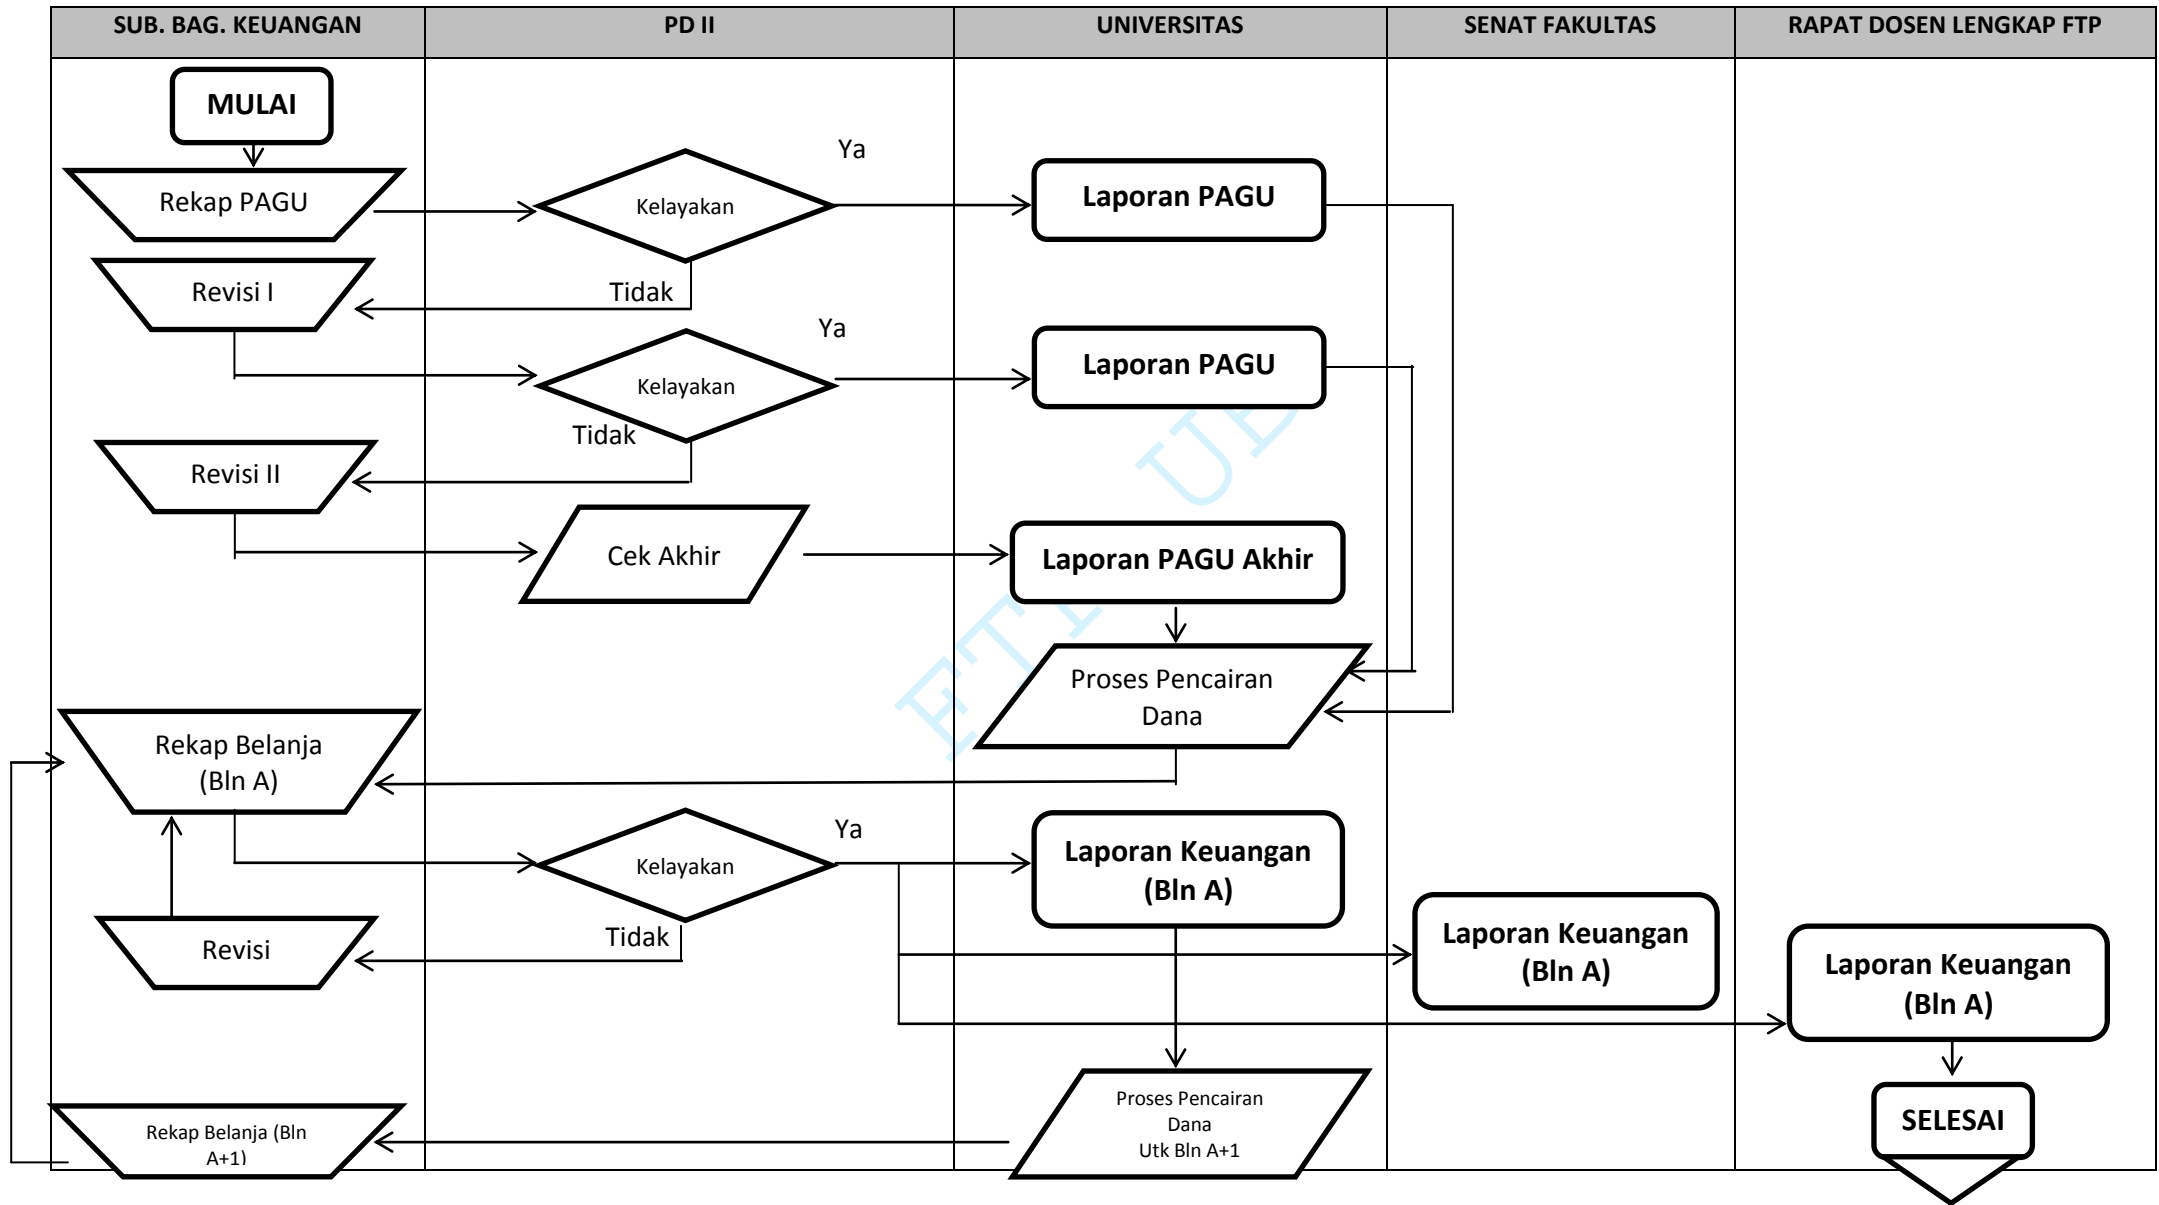 SUB. BAG. KEUANGAN
PD II
UNIVERSITAS
SENAT FAKULTAS
RAPAT DOSEN LENGKAP FTP
MULAI
Rekap PAGU
Kelayakan
Ya
Laporan PAGU
Tidak
Revisi I
Kelayakan
Ya
Laporan PAGU
Tidak
Revisi II
Cek Akhir
Laporan PAGU Akhir
Proses Pencairan
Dana
Rekap Belanja
(Bln A)
Kelayakan
Ya
Laporan Keuangan
(Bln A)
Laporan Keuangan
(Bln A)
Laporan Keuangan
(Bln A)
Tidak
Revisi
Proses Pencairan
Dana
Utk Bln A+1
Rekap Belanja (Bln
A+1)
SELESAI